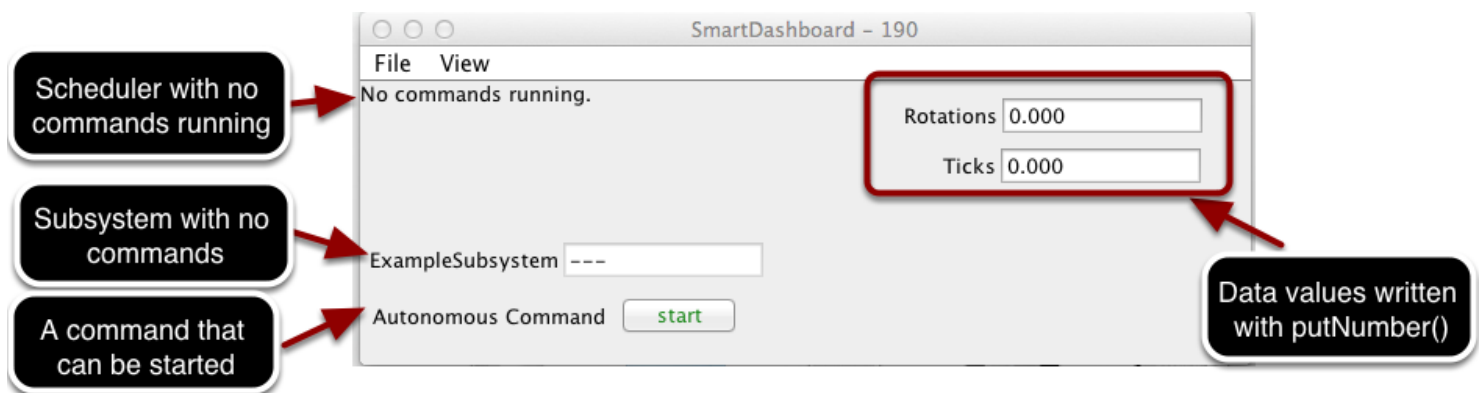 SmartDashboard – 190
File View
Scheduler with no
commands running
No commands running.
Rotations 0.000
Ticks 0.000
Subsystem with no
commands
ExampleSubsystem ---
Data values written
with putNumber()
A command that
can be started
Autonomous Command start